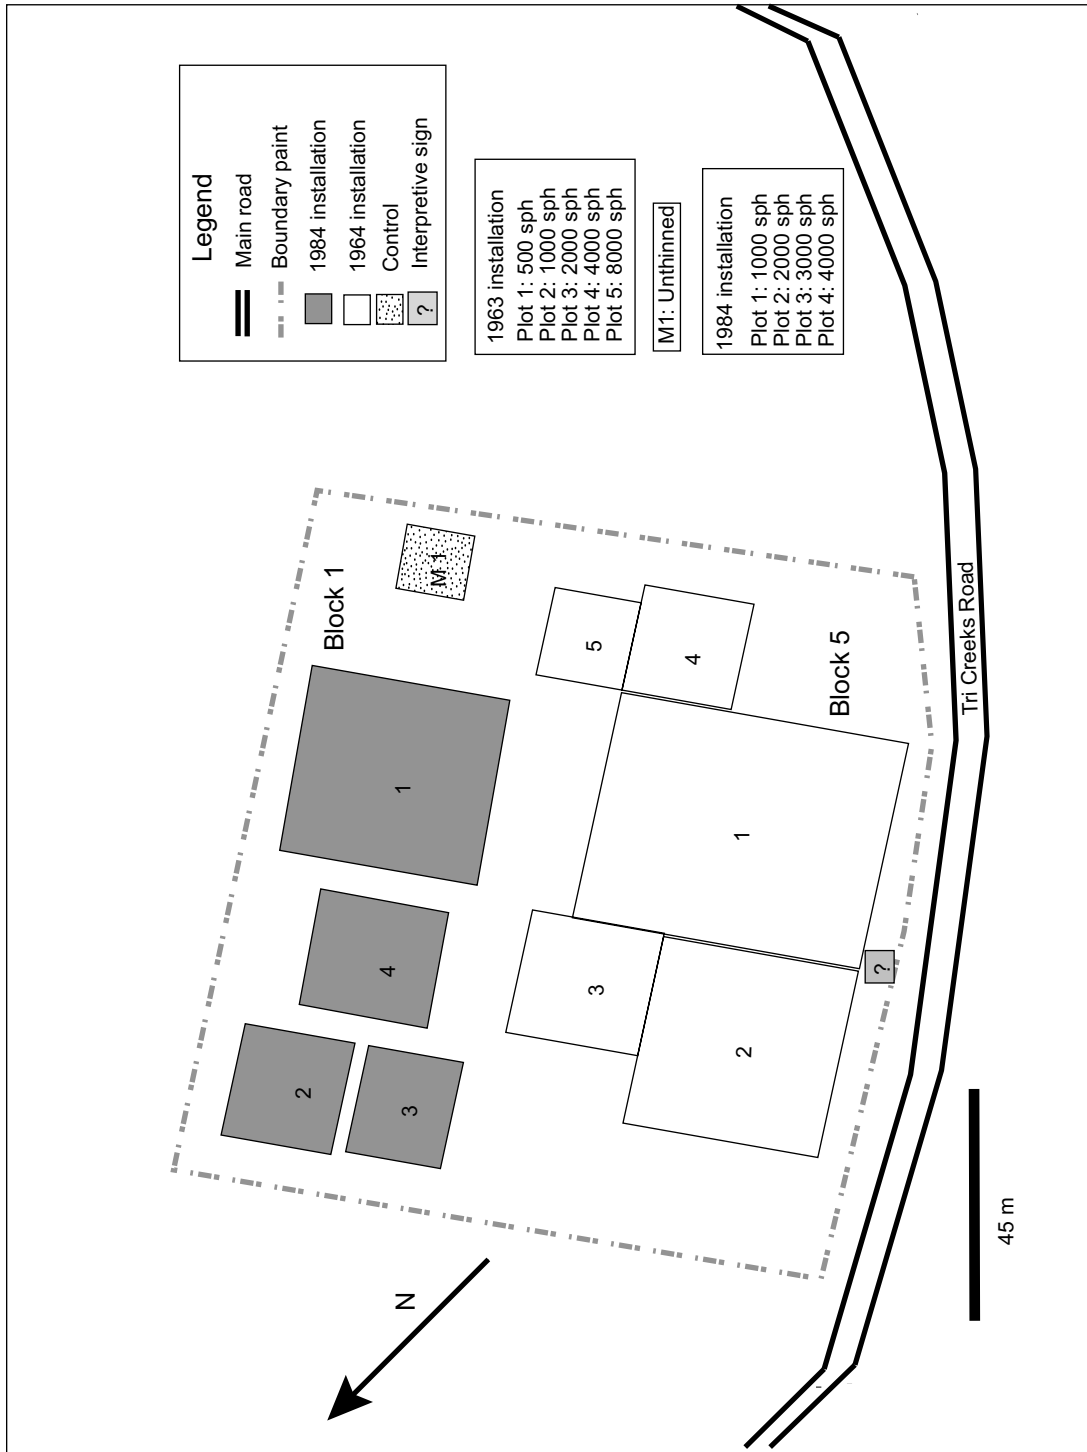 Legend
Main road
Boundary paint
1984 installation
1964 installation
Control
? Interpretive sign
1963 installation
Plot 1: 500 sph
Plot 2: 1000 sph
Plot 3: 2000 sph
Plot 4: 4000 sph
Plot 5: 8000 sph
M1: Unthinned
1984 installation
Plot 1: 1000 sph
Plot 2: 2000 sph
Plot 3: 3000 sph
Plot 4: 4000 sph
Block 1
M 1
1
4
2
3
5
4
Block 5
1
3
2
?
Tri Creeks Road
N
45 m